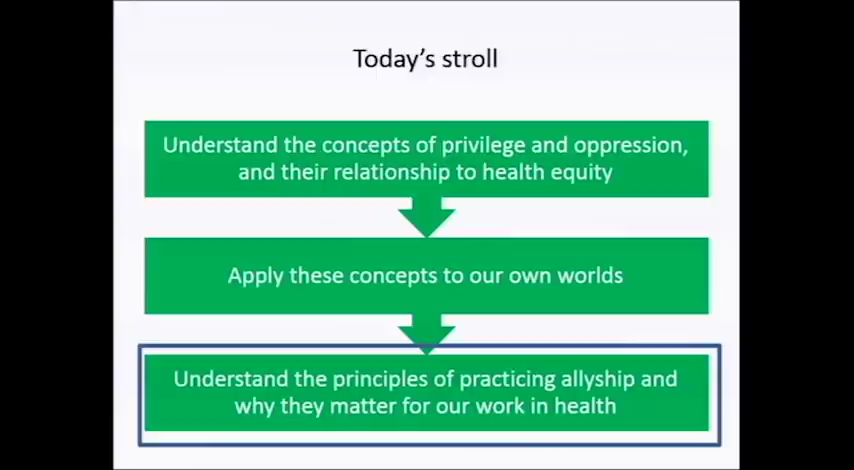 Today’s stroll
Understand the concepts of privilege and oppression,
and their relationship to health equity
Apply these concepts to our own worlds
Understand the principles of practicing allyship and
why they matter for our work in health